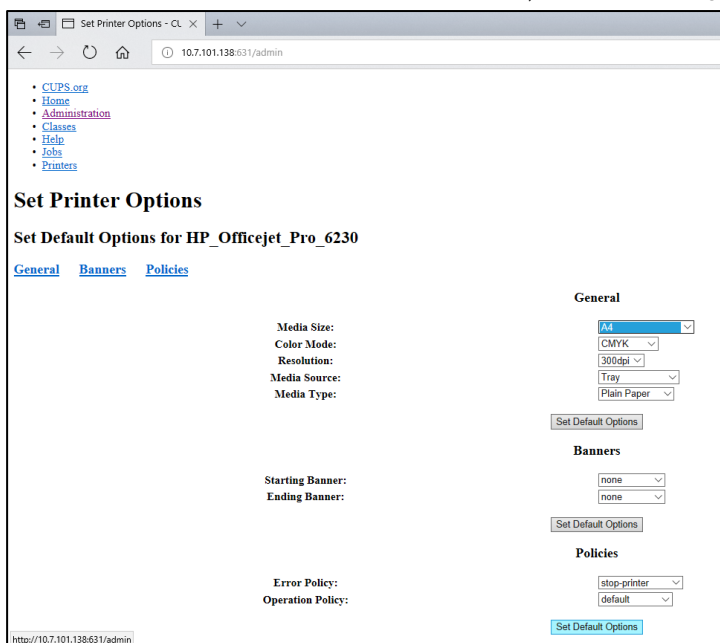 Set Printer Options - CU
10.7.101.138:631/admin
• CUPS.org
• Home
• Administration
• Classes
• Help
• Jobs
• Printers
Set Printer Options
Set Default Options for HP_Officejet_Pro_6230
General Banners Policies
General
Media Size: A4
Color Mode: CMYK
Resolution: 300dpi
Media Source: Tray
Media Type: Plain Paper
Set Default Options
Banners
Starting Banner: none
Ending Banner: none
Set Default Options
Policies
Error Policy: stop-printer
Operation Policy: default
Set Default Options
http://10.7.101.138:631/admin